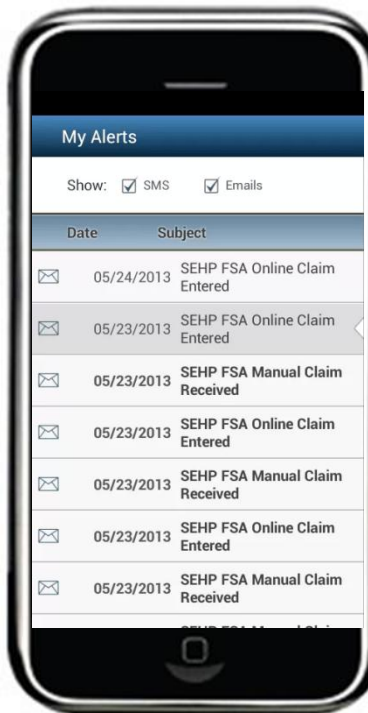 My Alerts
Show: SMS Emails
Date Subject
05/24/2013 SEHP FSA Online Claim
Entered
05/23/2013 SEHP FSA Online Claim
Entered
05/23/2013 SEHP FSA Manual Claim
Received
05/23/2013 SEHP FSA Online Claim
Entered
05/23/2013 SEHP FSA Manual Claim
Received
05/23/2013 SEHP FSA Online Claim
Entered
05/23/2013 SEHP FSA Manual Claim
Received